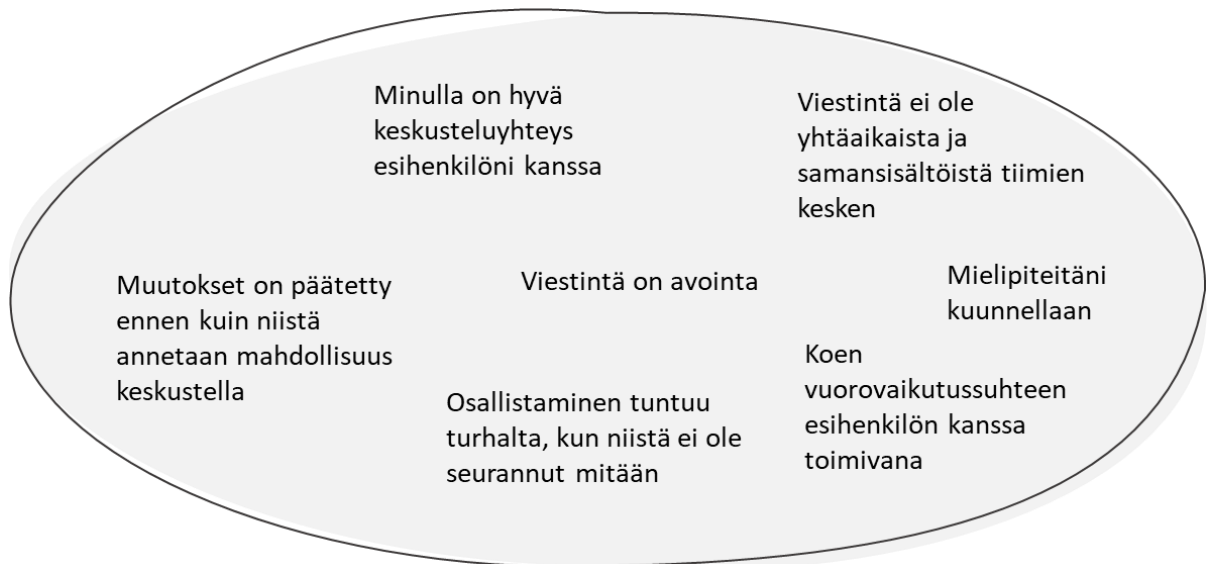 Minulla on hyvä
keskusteluyhteys
esihenkilöni kanssa
Viestintä ei ole
yhtäaikaista ja
samansisältöistä tiimien
kesken
Muutokset on päätetty
ennen kuin niistä
annetaan mahdollisuus
keskustella
Viestintä on avointa
Mielipiteitäni
kuunnellaan
Osallistaminen tuntuu
turhalta, kun niistä ei ole
seurannut mitään
Koen
vuorovaikutussuhteen
esihenkilön kanssa
toimivana